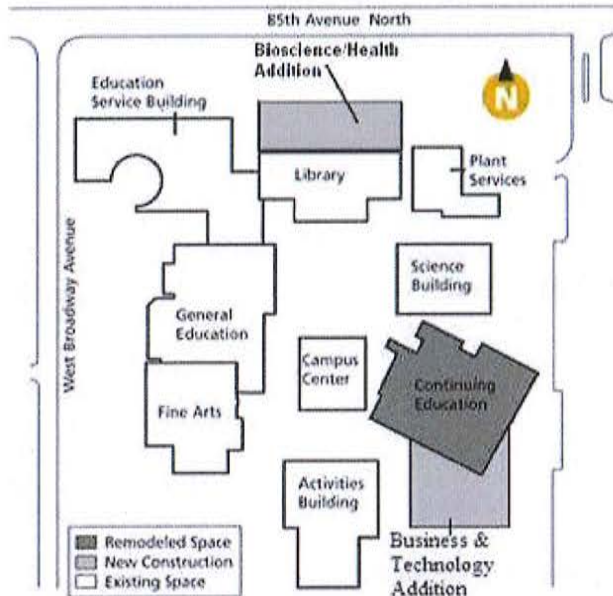 85th Avenue North
Bioscience/Health
Addition
Education
Service Building
N
Library
Plant
Services
West Broadway Avenue
Science
Building
General
Education
Campus
Center
Continuing
Education
Fine Arts
Activities
Building
Remodeled Space
New Construction
Existing Space
Business &
Technology
Addition